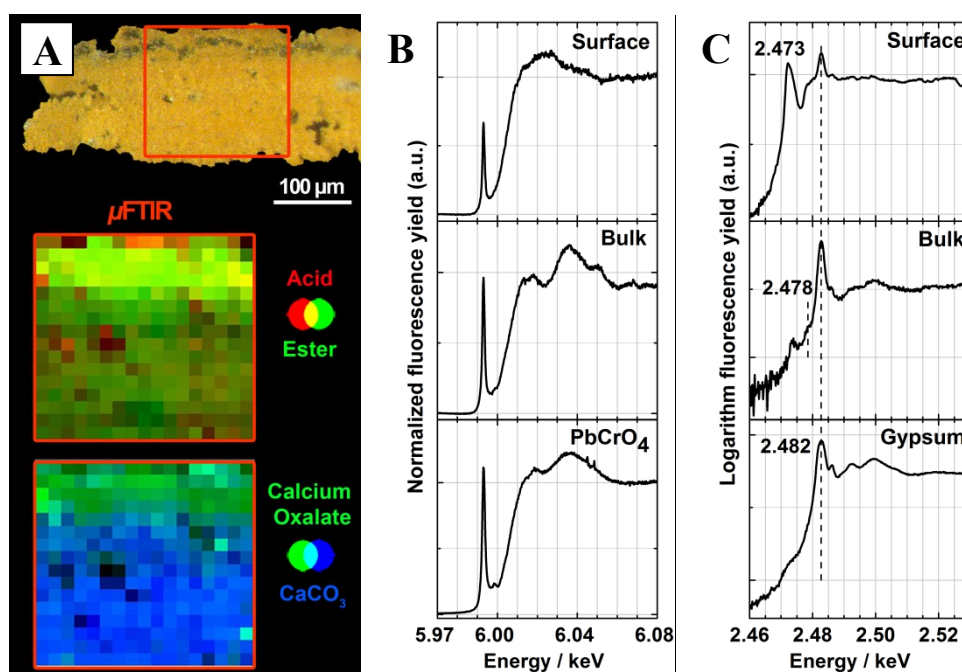 A
100 µm
µFTIR
Acid
Ester
Calcium
Oxalate
CaCO3
B
Normalized fluorescence yield (a.u.)
Surface
Bulk
PbCrO4
5.97 6.00 6.04 6.08
Energy / keV
C
Logarithm fluorescence yield (a.u.)
Surface
2.473
Bulk
2.478
Gypsum
2.482
2.46 2.48 2.50 2.52
Energy / keV